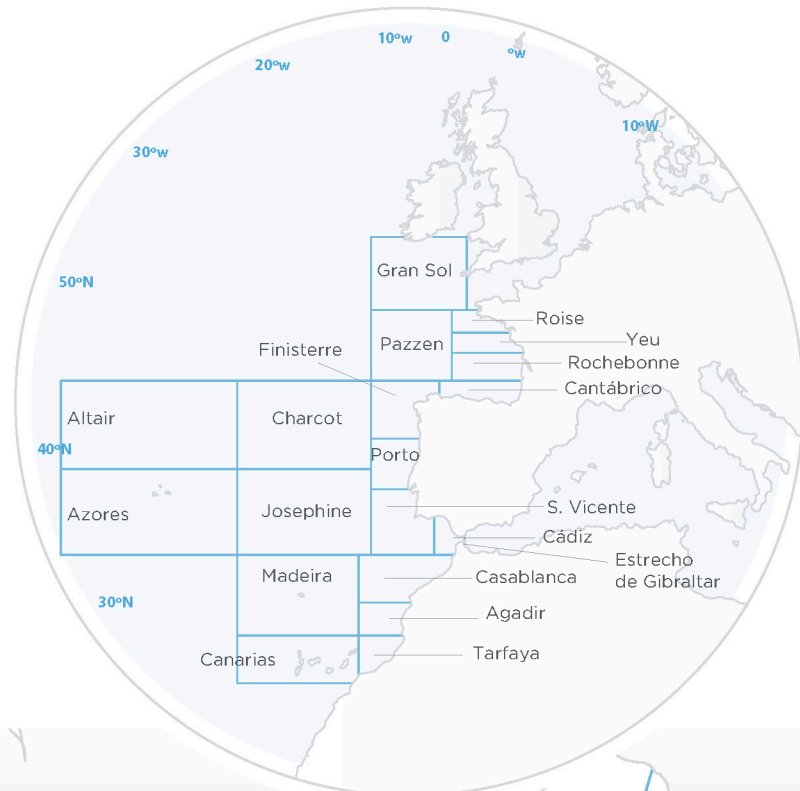 10ºw
0
ºw
20ºw
10ºW
30ºw
Gran Sol
50ºN
Roise
Pazzen
Yeu
Finisterre
Rochebonne
Cantábrico
Altair
Charcot
40ºN
Porto
Azores
Josephine
S. Vicente
Cádiz
Estrecho
de Gibraltar
Madeira
Casablanca
30ºN
Agadir
Canarias
Tarfaya